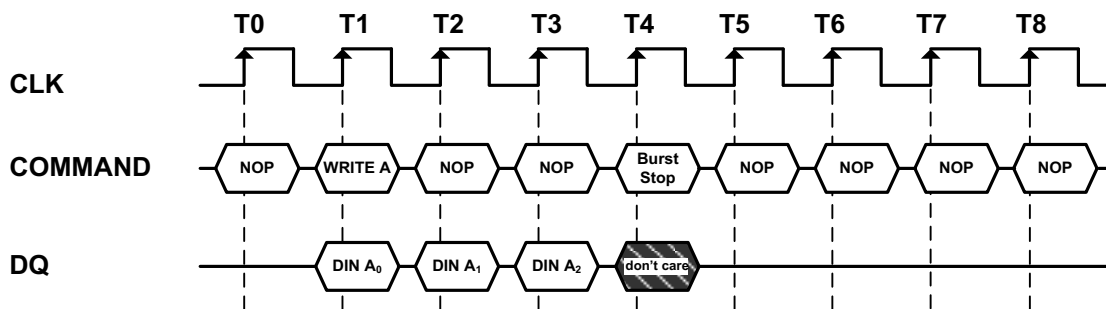 T0 T1 T2 T3 T4 T5 T6 T7 T8
CLK
COMMAND NOP WRITE A NOP NOP Burst Stop NOP NOP NOP NOP
DQ DIN A₀ DIN A₁ DIN A₂ don't care